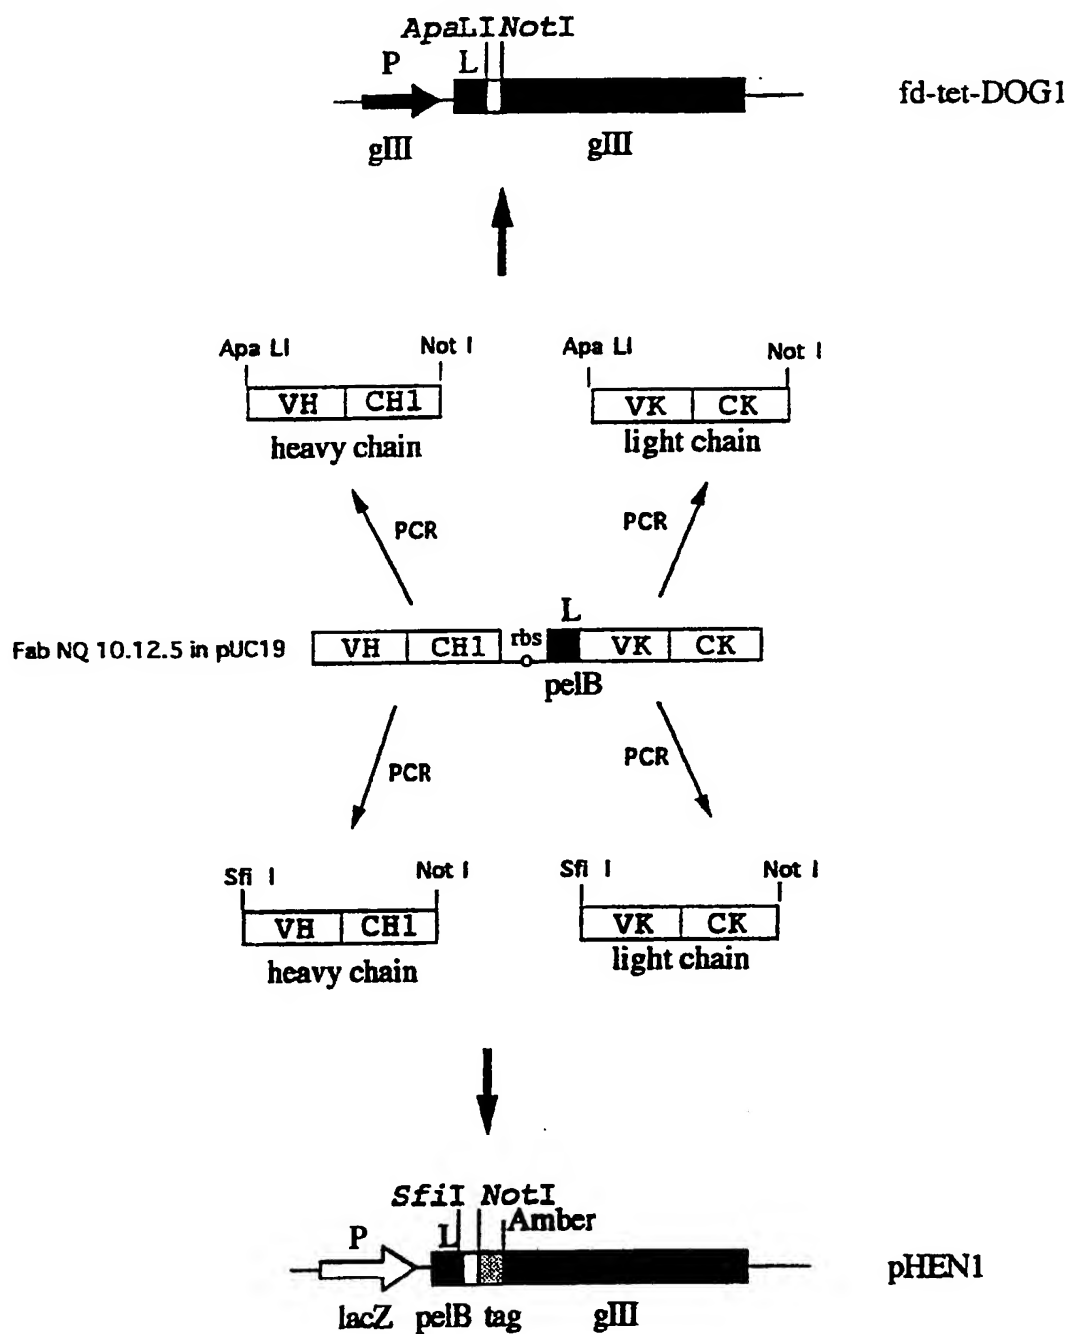 ApaLI NotI
P L
fd-tet-DOG1
gIII gIII
Apa LI Not I Apa LI Not I
VH CH1 VK CK
heavy chain light chain
PCR PCR
L
Fab NQ 10.12.5 in pUC19 VH CH1 rbs VK CK
pelB
PCR PCR
Sfi I Not I Sfi I Not I
VH CH1 VK CK
heavy chain light chain
SfiI NotI
P L Amber
pHEN1
lacZ pelB tag gIII